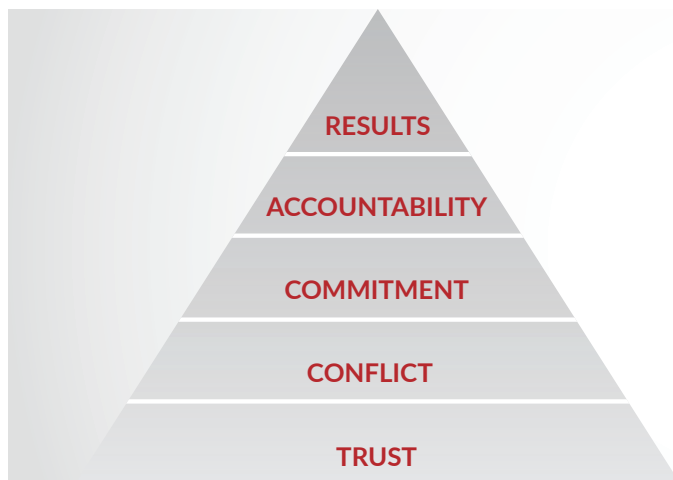 RESULTS
ACCOUNTABILITY
COMMITMENT
CONFLICT
TRUST